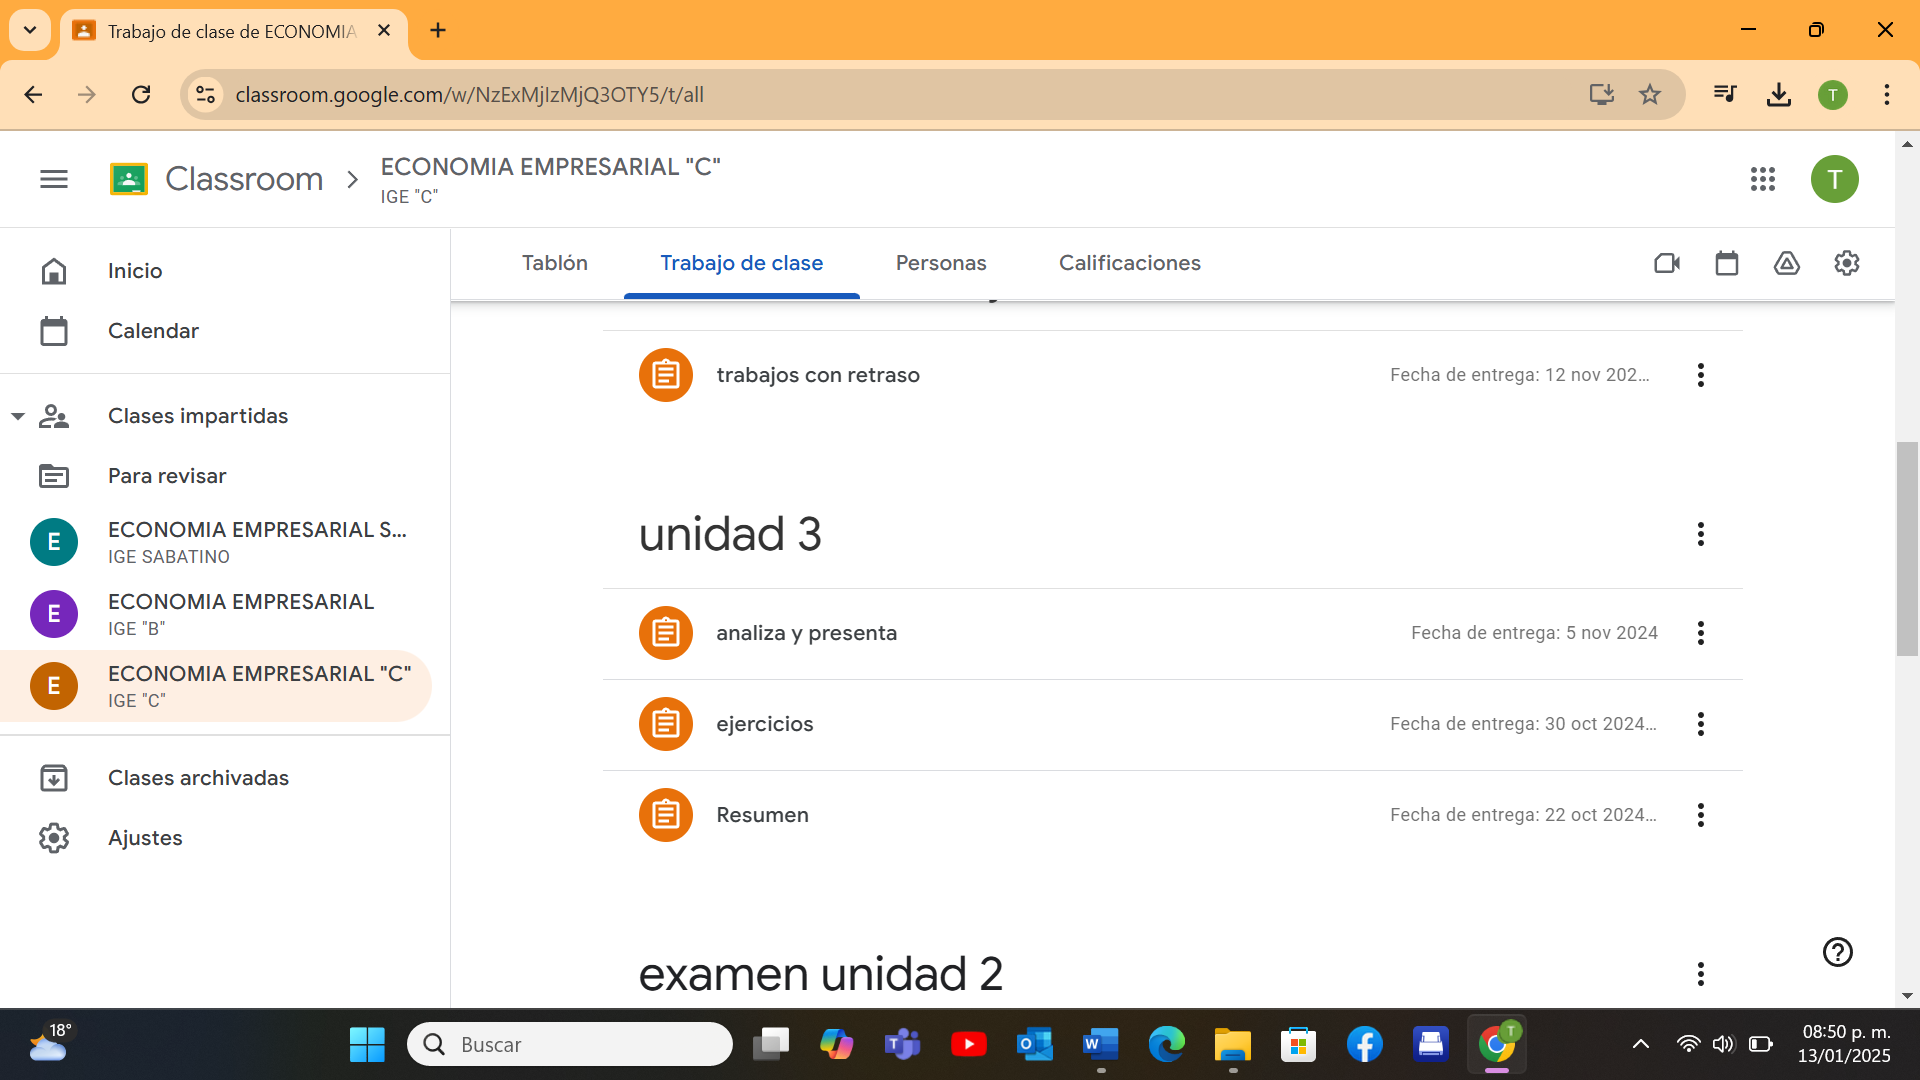 Trabajo de clase de ECONOMIA
classroom.google.com/w/NzExMjIzMjQ3OTY5/t/all
T
Classroom
ECONOMIA EMPRESARIAL "C"
IGE "C"
T
Inicio
Calendar
Clases impartidas
Para revisar
E
ECONOMIA EMPRESARIAL S...
IGE SABATINO
E
ECONOMIA EMPRESARIAL
IGE "B"
E
ECONOMIA EMPRESARIAL "C"
IGE "C"
Clases archivadas
Ajustes
Tablón
Trabajo de clase
Personas
Calificaciones
trabajos con retraso
Fecha de entrega: 12 nov 202...
unidad 3
analiza y presenta
Fecha de entrega: 5 nov 2024
ejercicios
Fecha de entrega: 30 oct 2024...
Resumen
Fecha de entrega: 22 oct 2024...
examen unidad 2
18°
Buscar
T
08:50 p. m.
13/01/2025